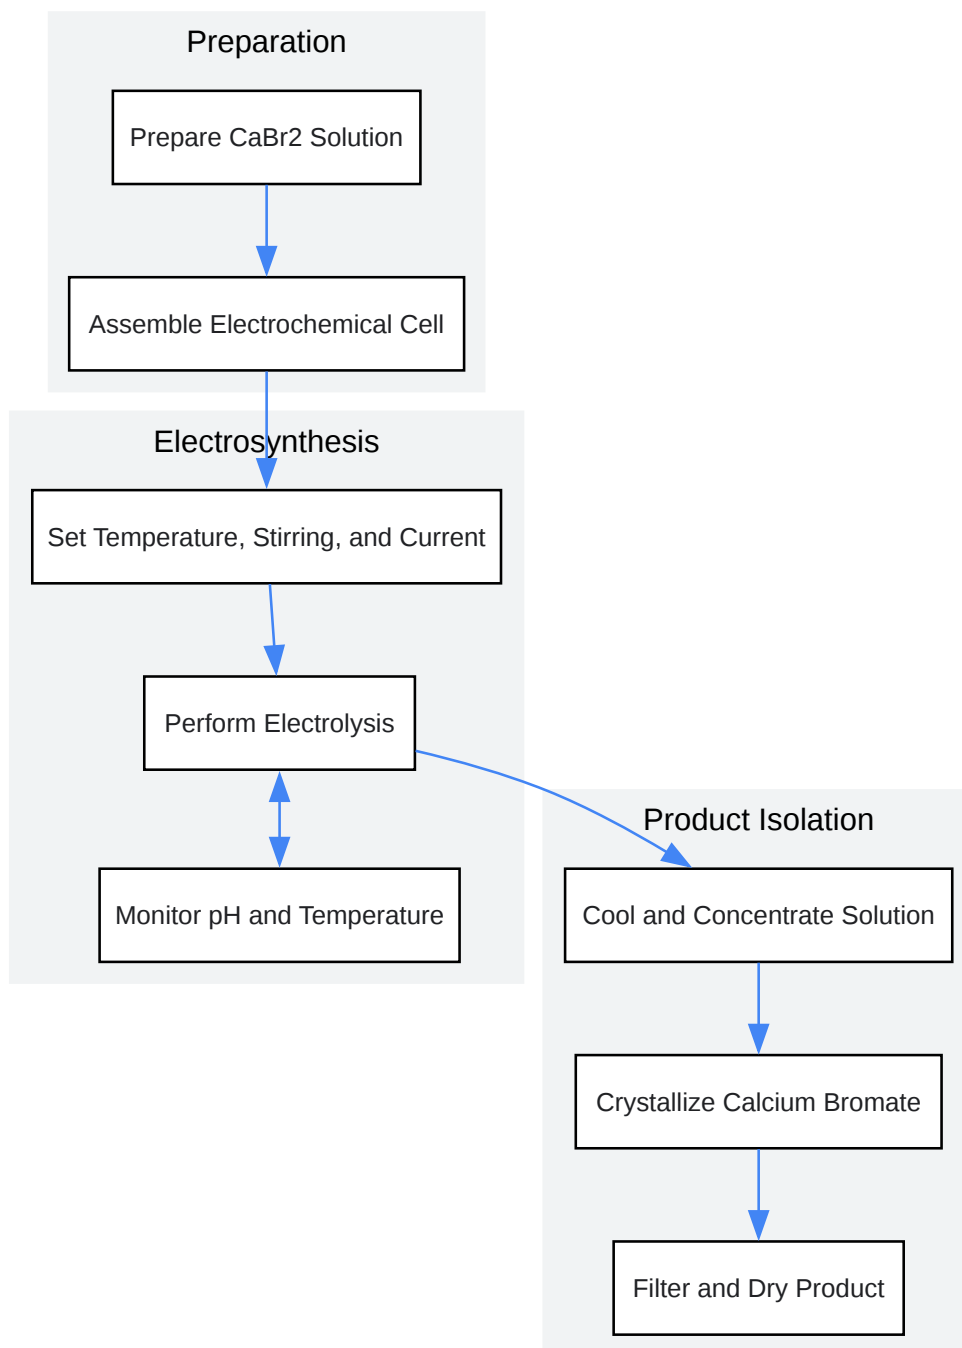 Preparation
Prepare CaBr2 Solution
Assemble Electrochemical Cell
Electrosynthesis
Set Temperature, Stirring, and Current
Perform Electrolysis
Monitor pH and Temperature
Product Isolation
Cool and Concentrate Solution
Crystallize Calcium Bromate
Filter and Dry Product